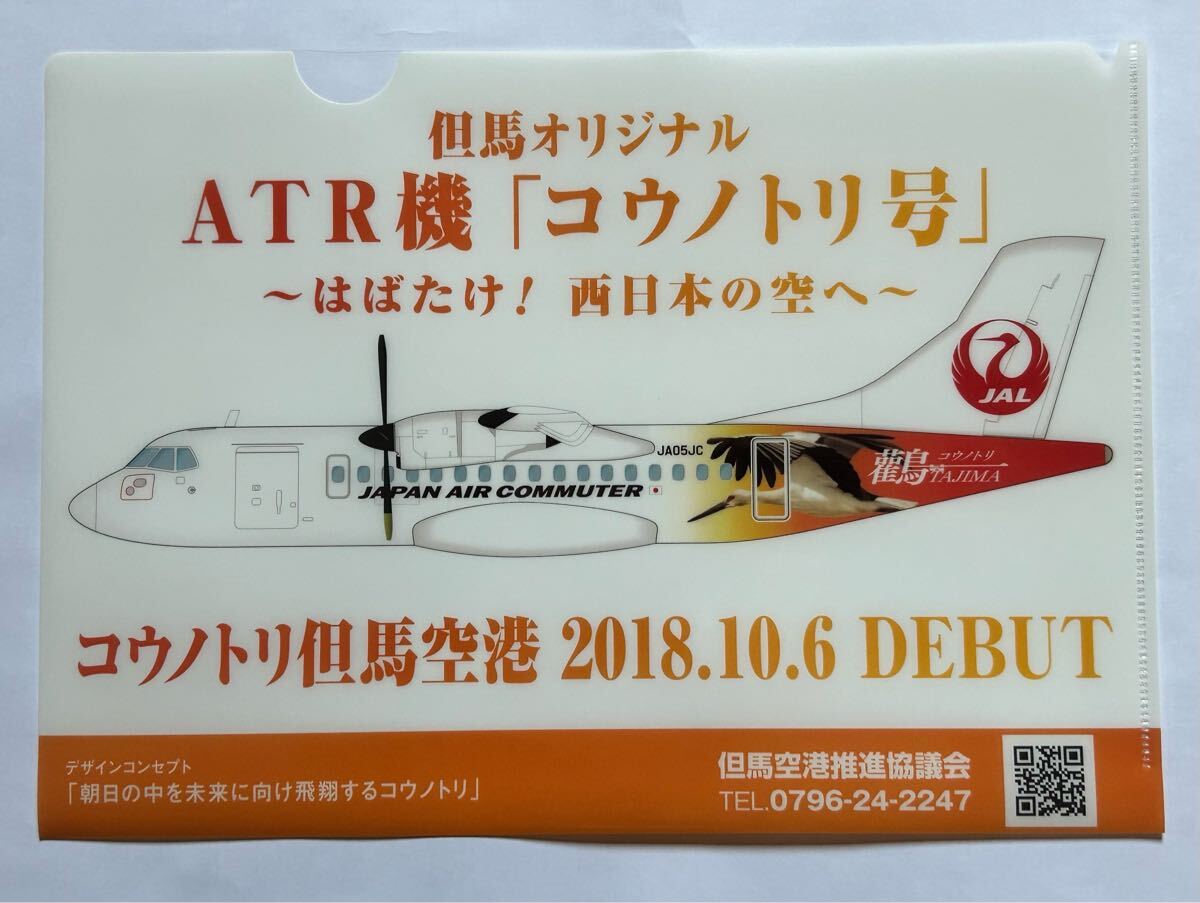 但馬オリジナル
ATR機「コウノトリ号」
～はばたけ！ 西日本の空へ～
JAL
JA05JC
JAPAN AIR COMMUTER
鸛 コウノトリ
TAJIMA
コウノトリ但馬空港 2018.10.6 DEBUT
デザインコンセプト
「朝日の中を未来に向け飛翔するコウノトリ」
但馬空港推進協議会
TEL.0796-24-2247